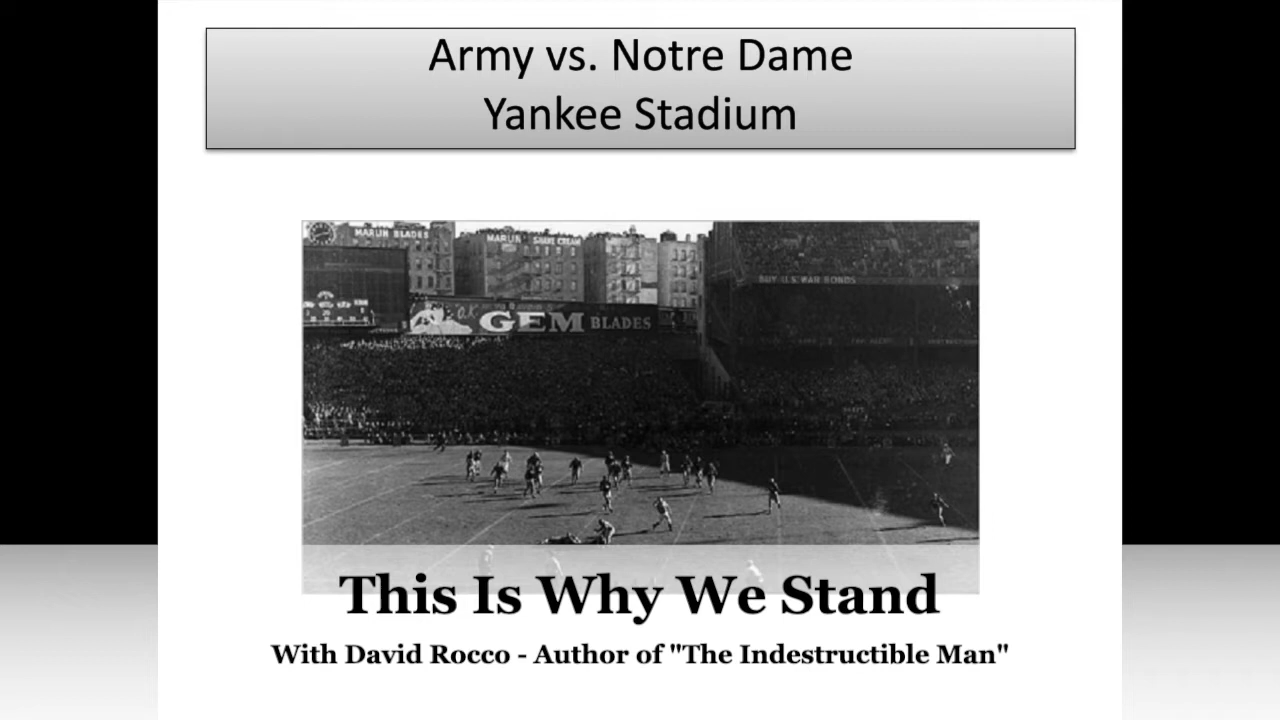 Army vs. Notre Dame
Yankee Stadium
MARLIN BLADES
MARLIN SHAVE CREAM
BUY U.S. WAR BONDS
O.K.
GEM BLADES
This Is Why We Stand
With David Rocco - Author of "The Indestructible Man"